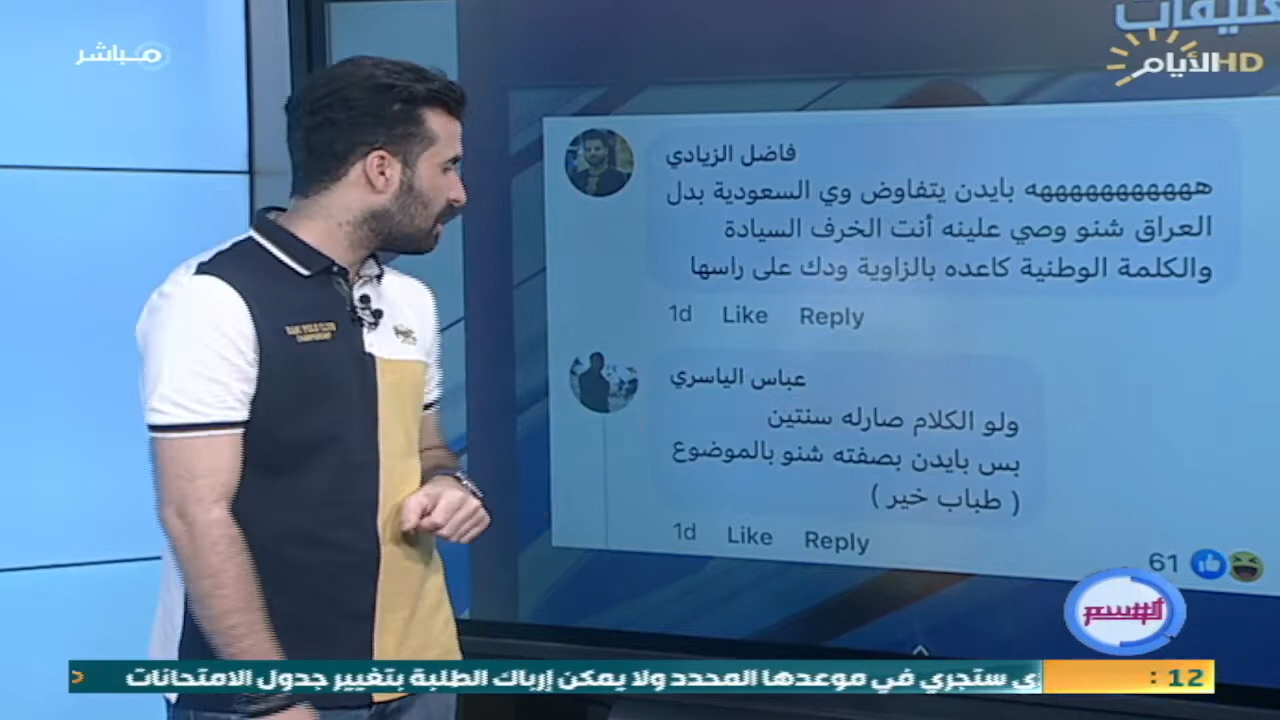 مباشر
تعليقات
الأيام HD
فاضل الزيادي
ههههههههههههه بايدن يتفاوض وي السعودية بدل
العراق شنو وصي علينه أنت الخرف السيادة
والكلمة الوطنية كاعده بالزاوية ودك على راسها
1d Like Reply
عباس الياسري
ولو الكلام صارله سنتين
بس بايدن بصفته شنو بالموضوع
( طباب خير )
1d Like Reply
61
ستجري في موعدها المحدد ولا يمكن إرباك الطلبة بتغيير جدول الامتحانات
: 12